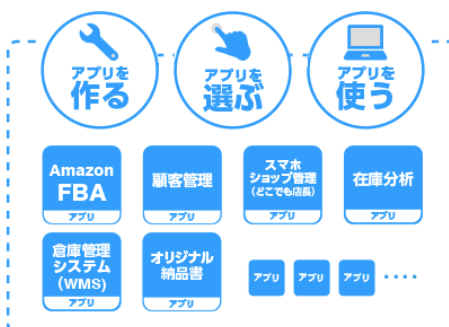 アプリを
作る
アプリを
選ぶ
アプリを
使う
Amazon
FBA
アプリ
顧客管理
アプリ
スマホ
ショップ管理
（どこでも店長）
アプリ
在庫分析
アプリ
倉庫管理
システム
（WMS）
アプリ
オリジナル
納品書
アプリ
アプリ
アプリ
アプリ
････